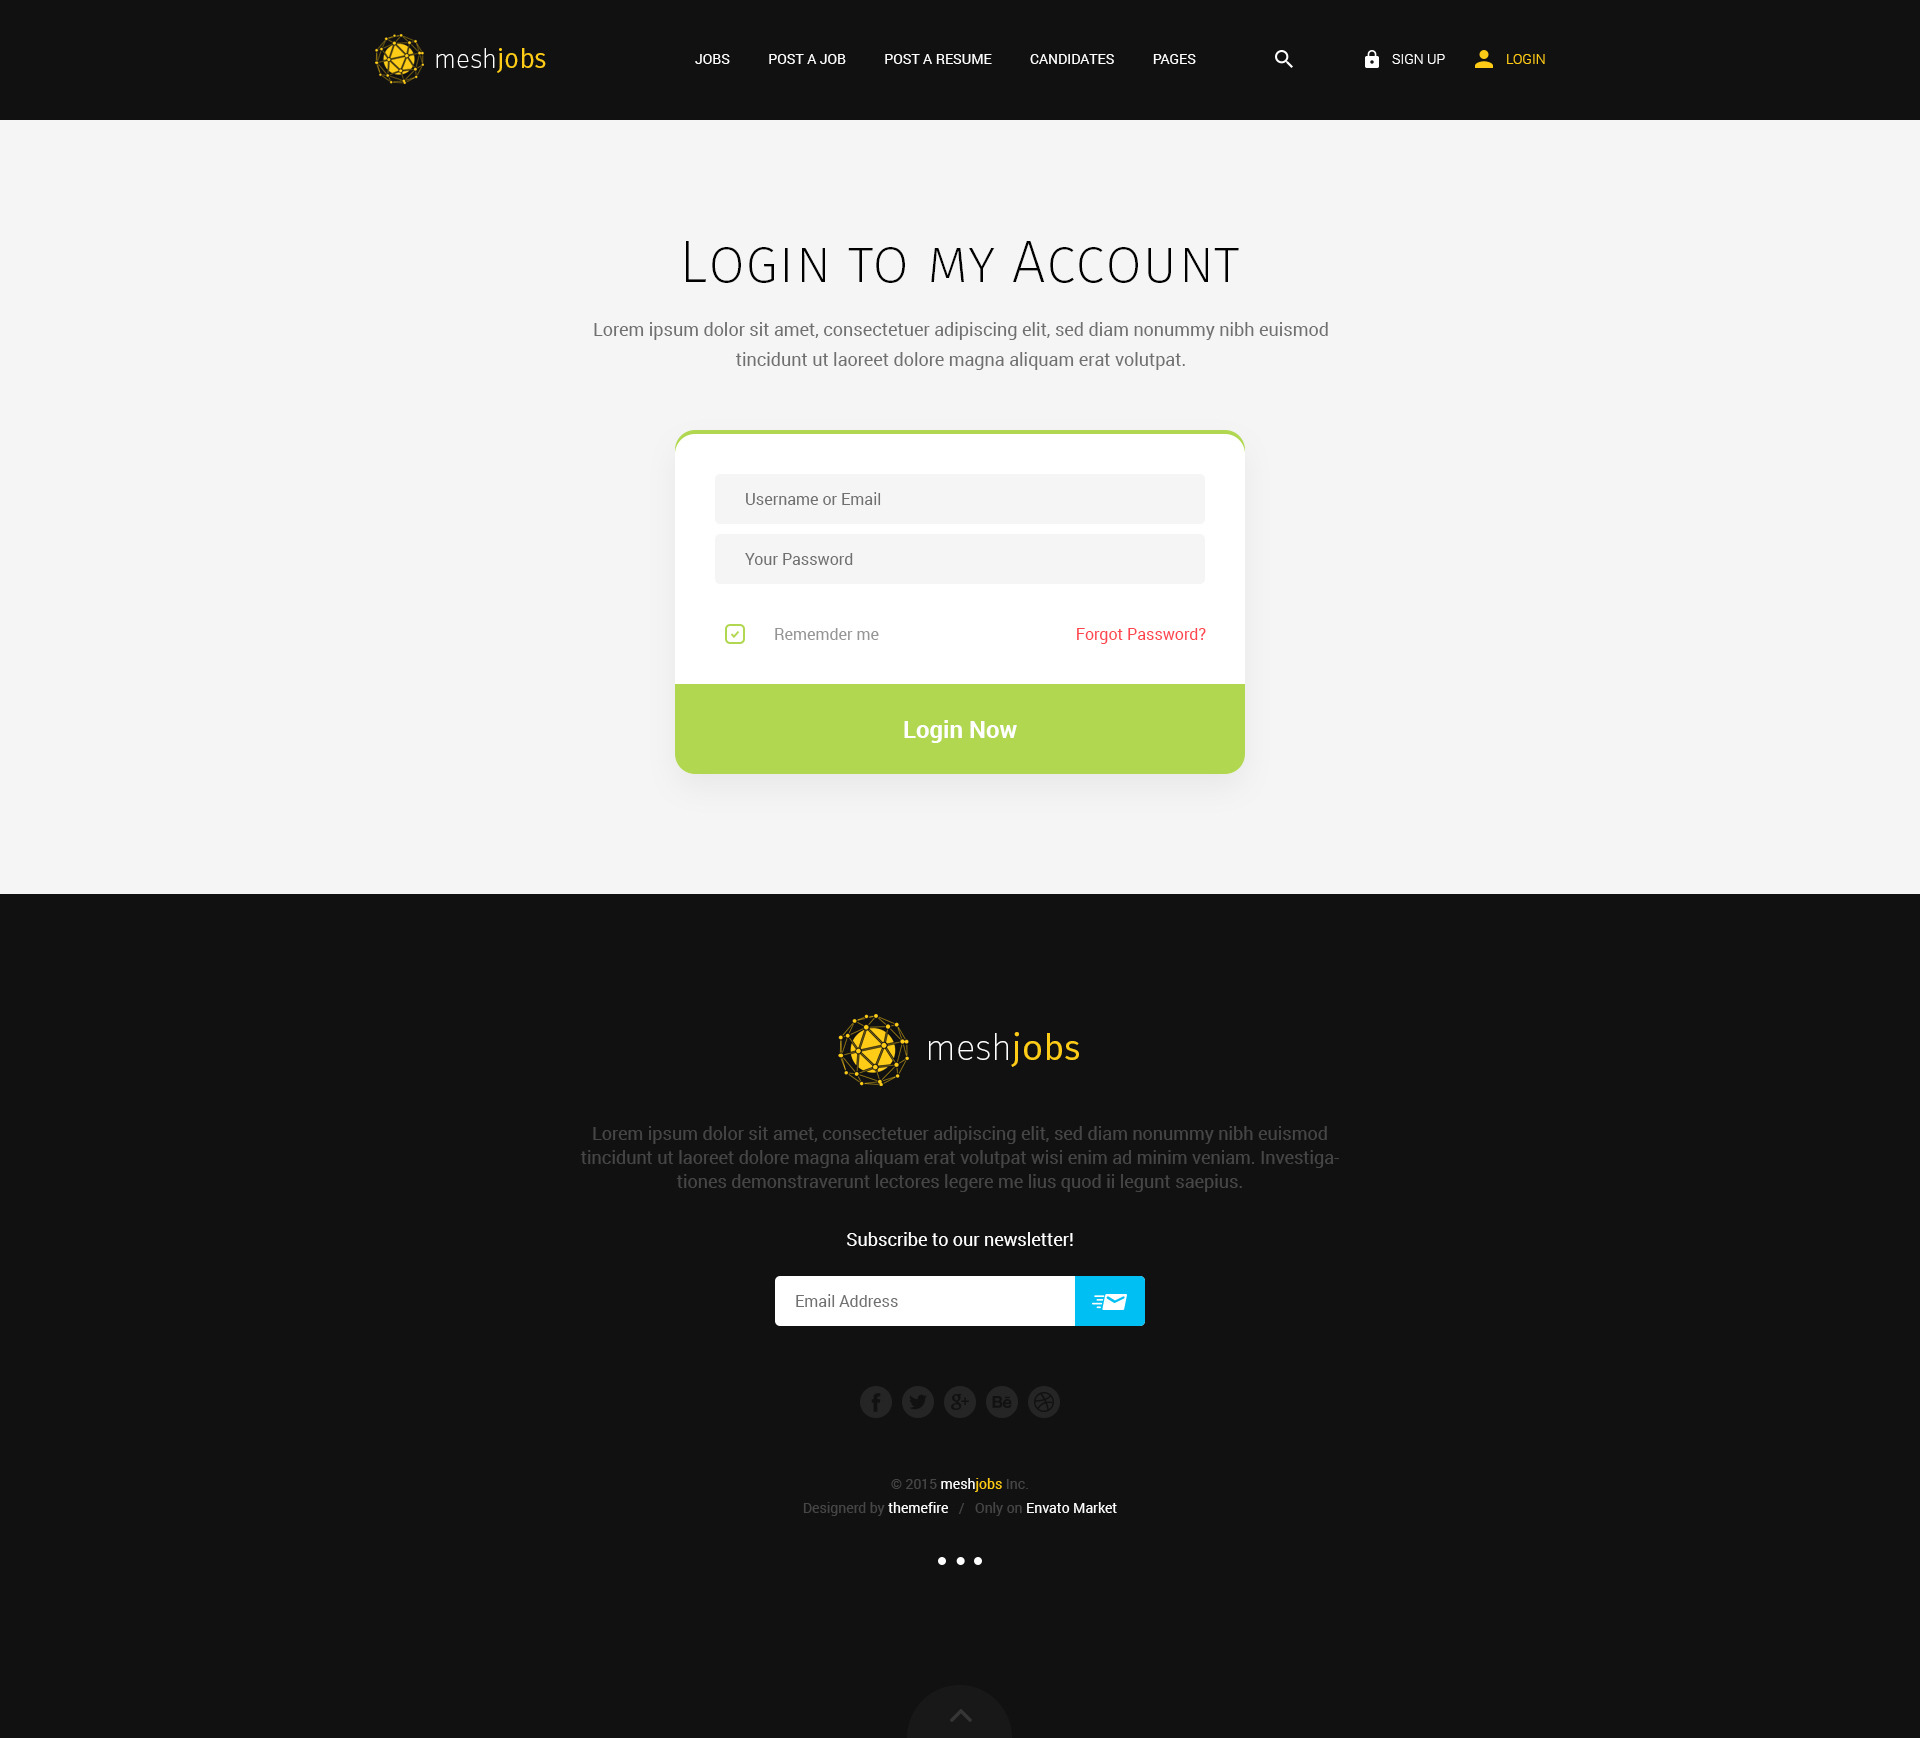 meshjobs
JOBS POST A JOB POST A RESUME CANDIDATES PAGES SIGN UP LOGIN
Login to my Account
Lorem ipsum dolor sit amet, consectetuer adipiscing elit, sed diam nonummy nibh euismod
tincidunt ut laoreet dolore magna aliquam erat volutpat.
Username or Email
Your Password
Rememder me Forgot Password?
Login Now
meshjobs
Lorem ipsum dolor sit amet, consectetuer adipiscing elit, sed diam nonummy nibh euismod
tincidunt ut laoreet dolore magna aliquam erat volutpat wisi enim ad minim veniam. Investiga-
tiones demonstraverunt lectores legere me lius quod ii legunt saepius.
Subscribe to our newsletter!
Email Address
© 2015 meshjobs Inc.
Designerd by themefire / Only on Envato Market